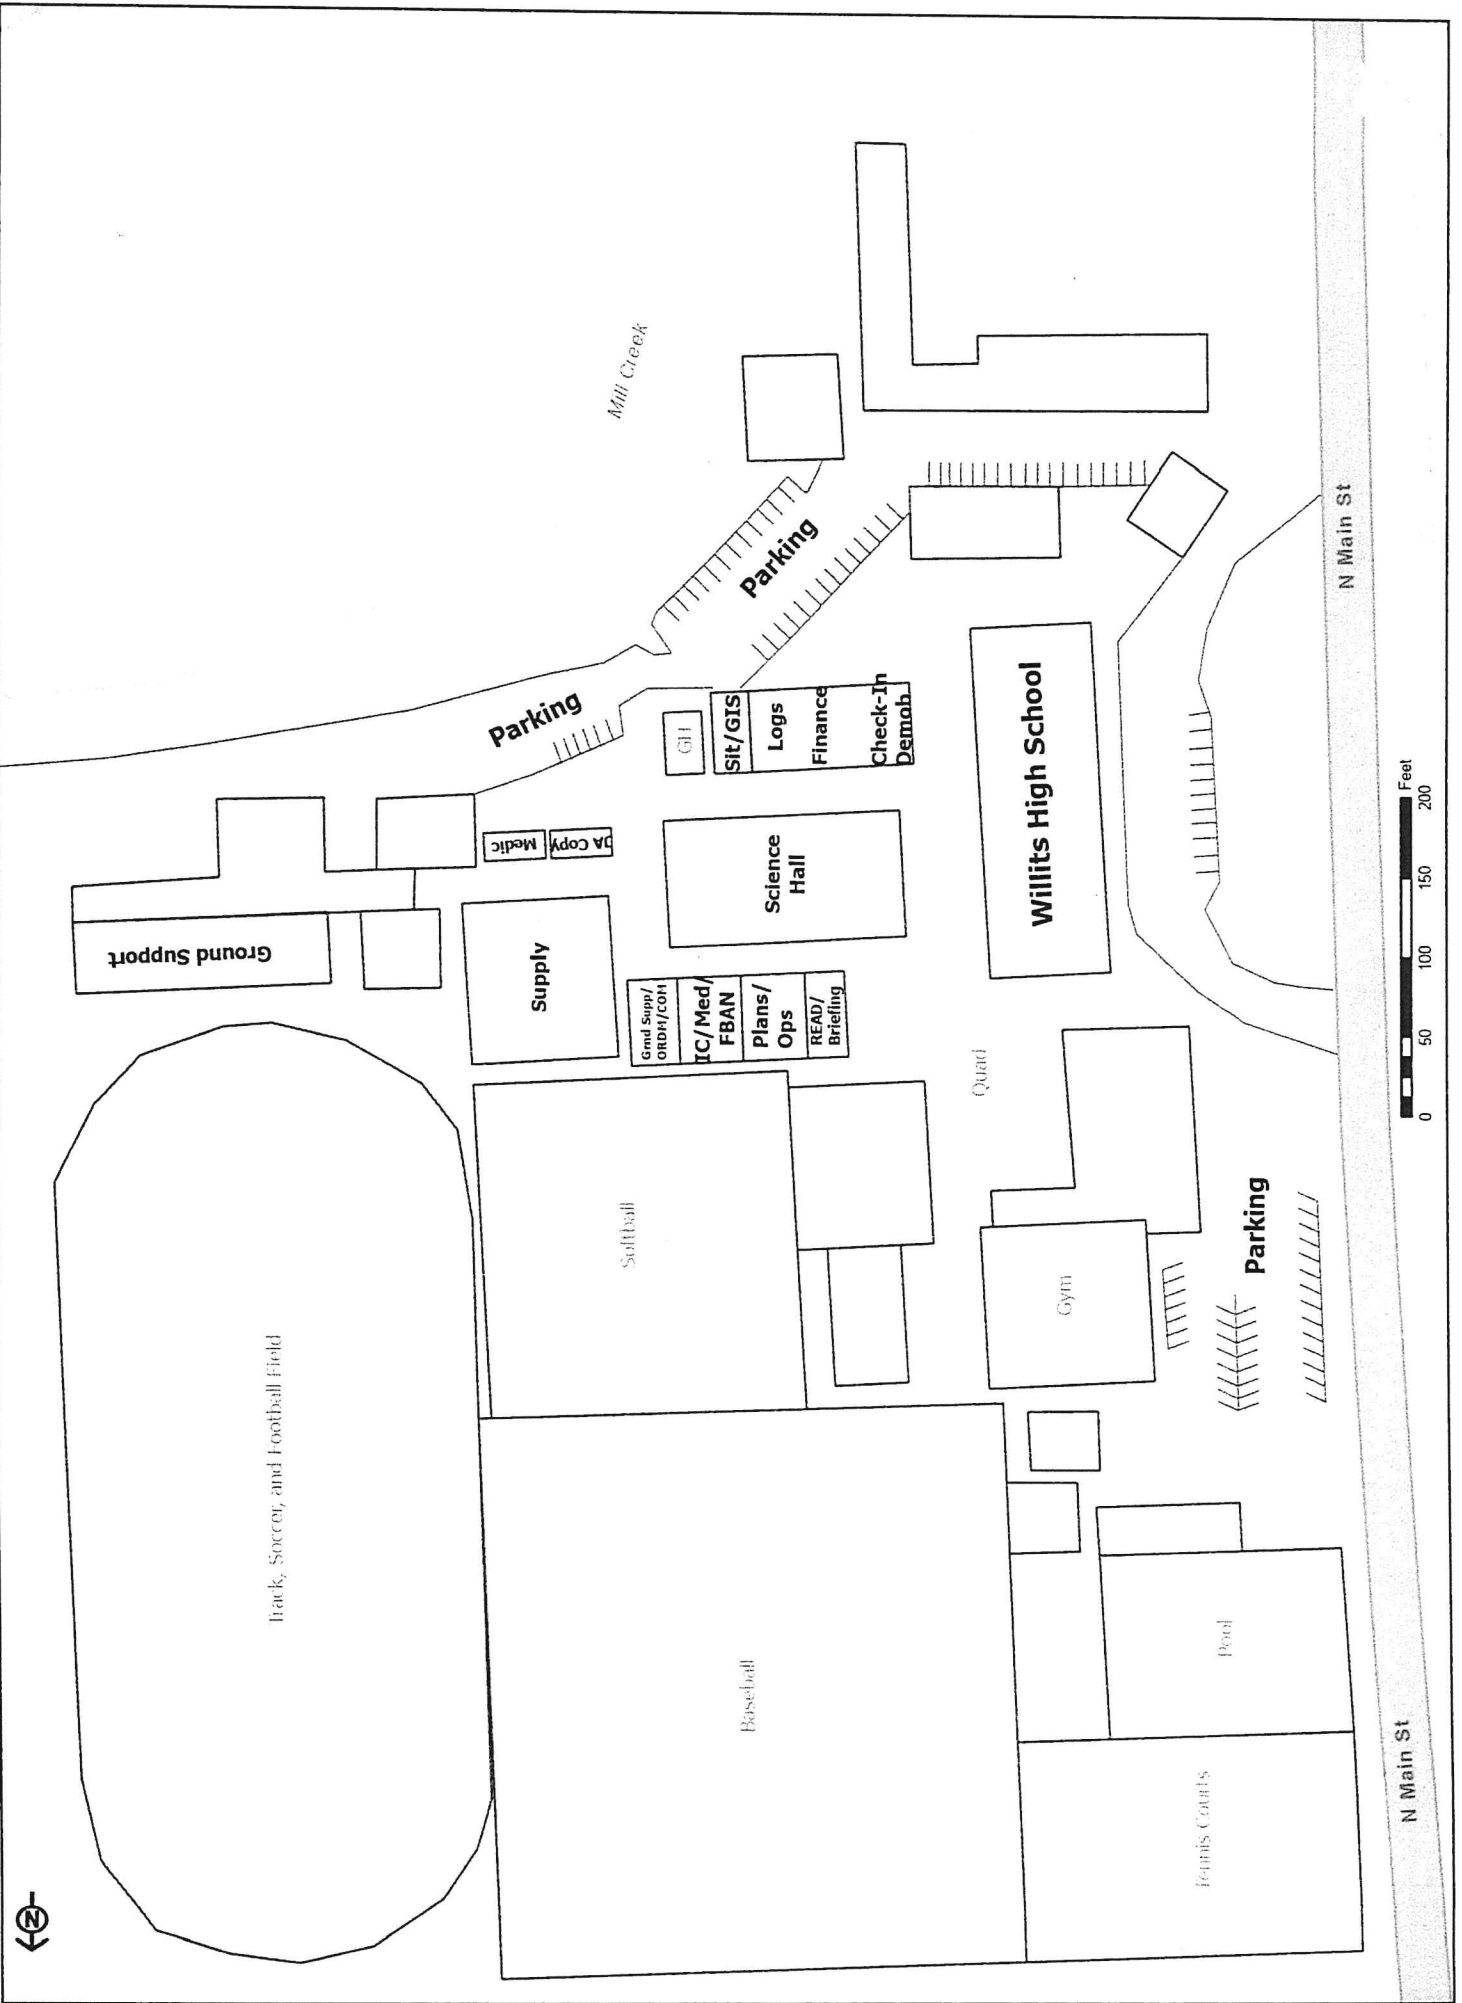 N
Track, Soccer, and Football Field
Ground Support
Mill Creek
Parking
Parking
Medic
DA Copy
Supply
GH
Sit/GIS
Logs
Finance
Check-In
Demob
Science
Hall
Grnd Supp/
ORDM/COM
IC/Med/
FBAN
Plans/
Ops
READ/
Briefing
Softball
Baseball
Quad
Willits High School
Gym
Parking
Pool
Tennis Courts
N Main St
N Main St
0 50 100 150 200
Feet